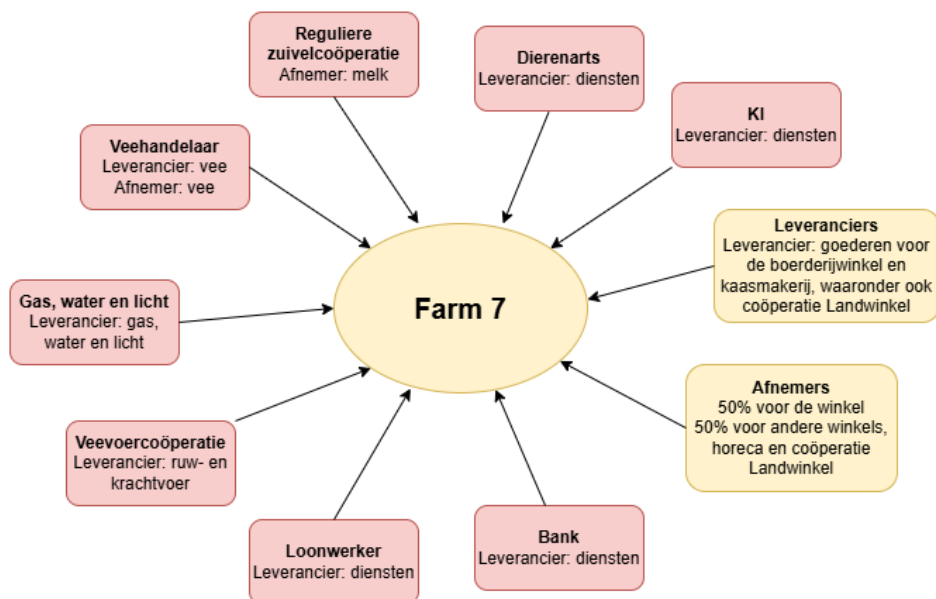 Reguliere
zuivelcoöperatie
Afnemer: melk
Dierenarts
Leverancier: diensten
KI
Leverancier: diensten
Veehandelaar
Leverancier: vee
Afnemer: vee
Leveranciers
Leverancier: goederen voor
de boerderijwinkel en
kaasmakerij, waaronder ook
coöperatie Landwinkel
Gas, water en licht
Leverancier: gas,
water en licht
Farm 7
Afnemers
50% voor de winkel
50% voor andere winkels,
horeca en coöperatie
Landwinkel
Veevoercoöperatie
Leverancier: ruw- en
krachtvoer
Loonwerker
Leverancier: diensten
Bank
Leverancier: diensten